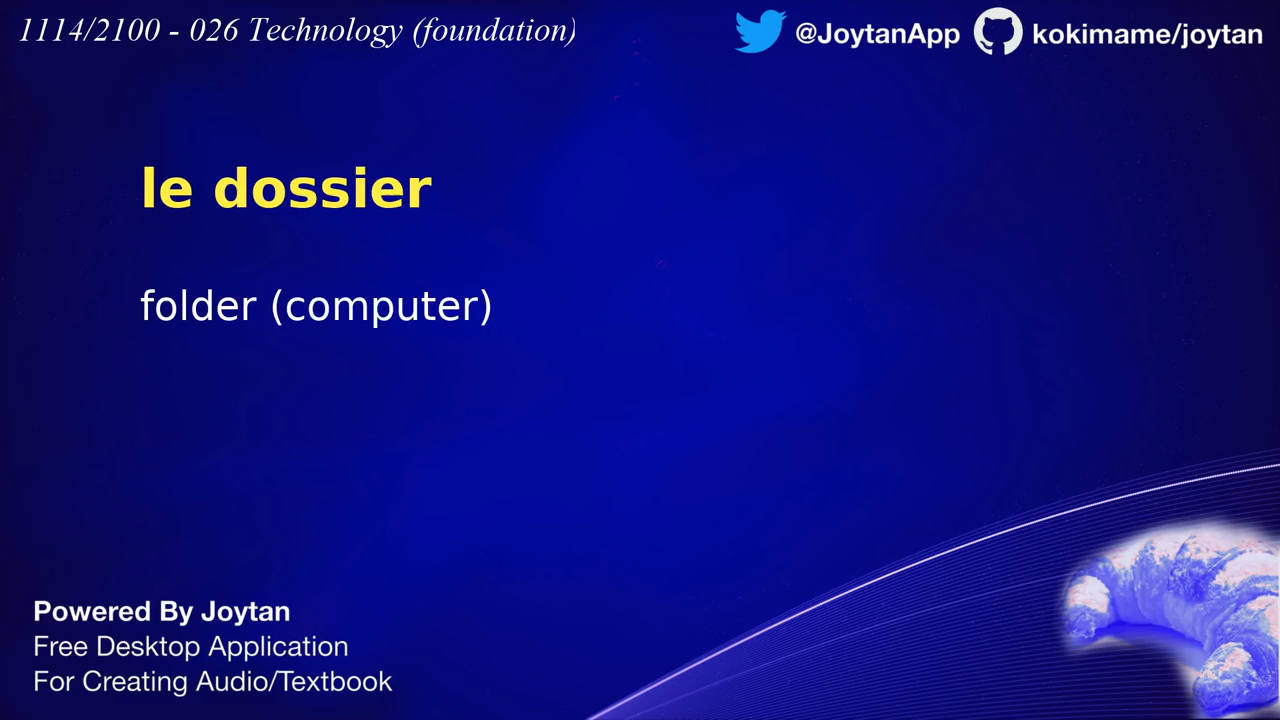 1114/2100 - 026 Technology (foundation)
@JoytanApp
kokimame/joytan
le dossier
folder (computer)
Powered By Joytan
Free Desktop Application
For Creating Audio/Textbook